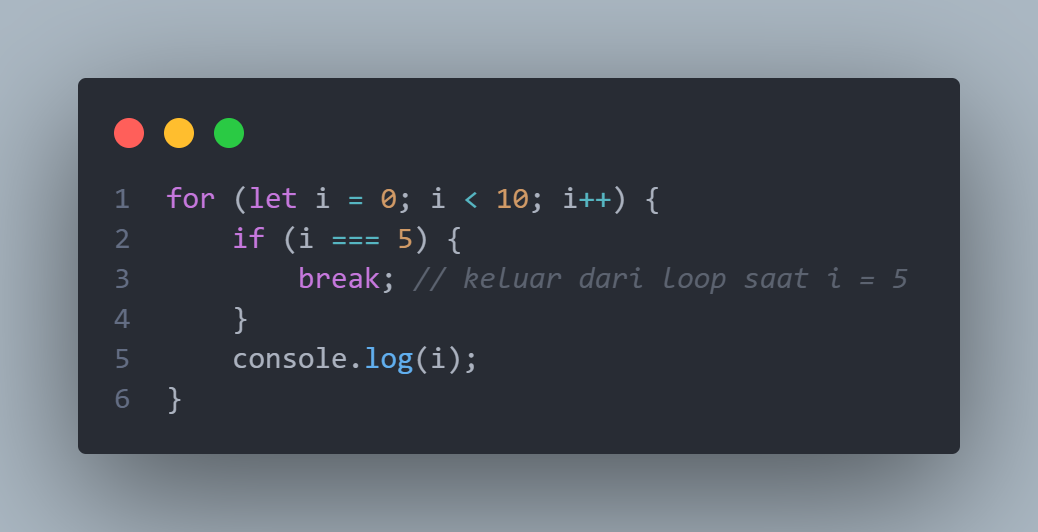 1 for (let i = 0; i < 10; i++) {
2     if (i === 5) {
3         break; // keluar dari loop saat i = 5
4     }
5     console.log(i);
6 }